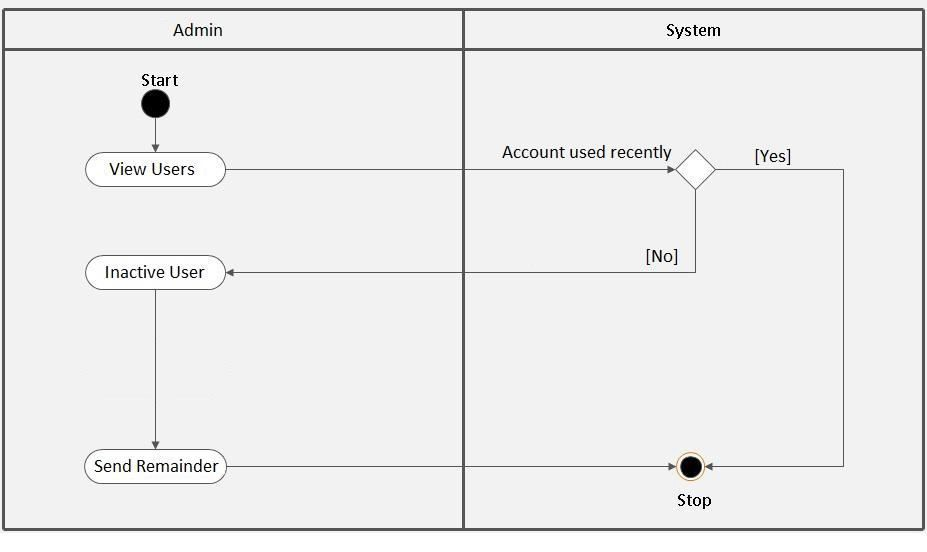 Admin
System
Start
View Users
Account used recently
[Yes]
[No]
Inactive User
Send Remainder
Stop